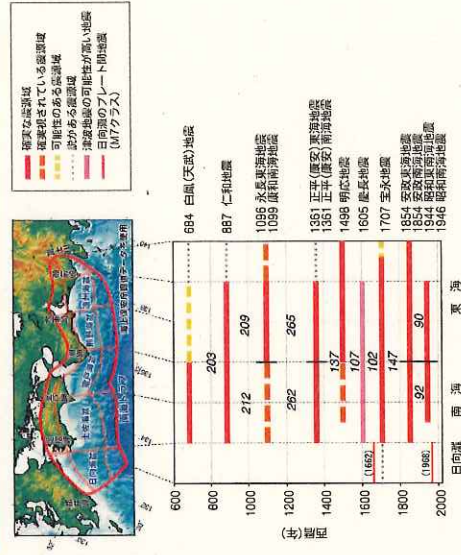 確実な震源域
確実視されている震源域
可能性のある震源域
説がある震源域
津波地震の可能性が高い地震
日向灘のプレート間地震
(M7クラス)
南海トラフ
684 白鳳(天武)地震
887 仁和地震
1096 永長東海地震
1099 康和南海地震
1351 正平(康安)東海地震
1361 正平(康安)南海地震
1498 明応地震
1605 慶長地震
1707 宝永地震
1854 安政東海地震
1854 安政南海地震
1944 昭和東南海地震
1946 昭和南海地震
203
212
209
262
265
137
107
102
147
92
90
(1662)
(1968)
600
800
1000
1200
1400
1600
1800
2000
西暦(年)
日向灘
南海
東海